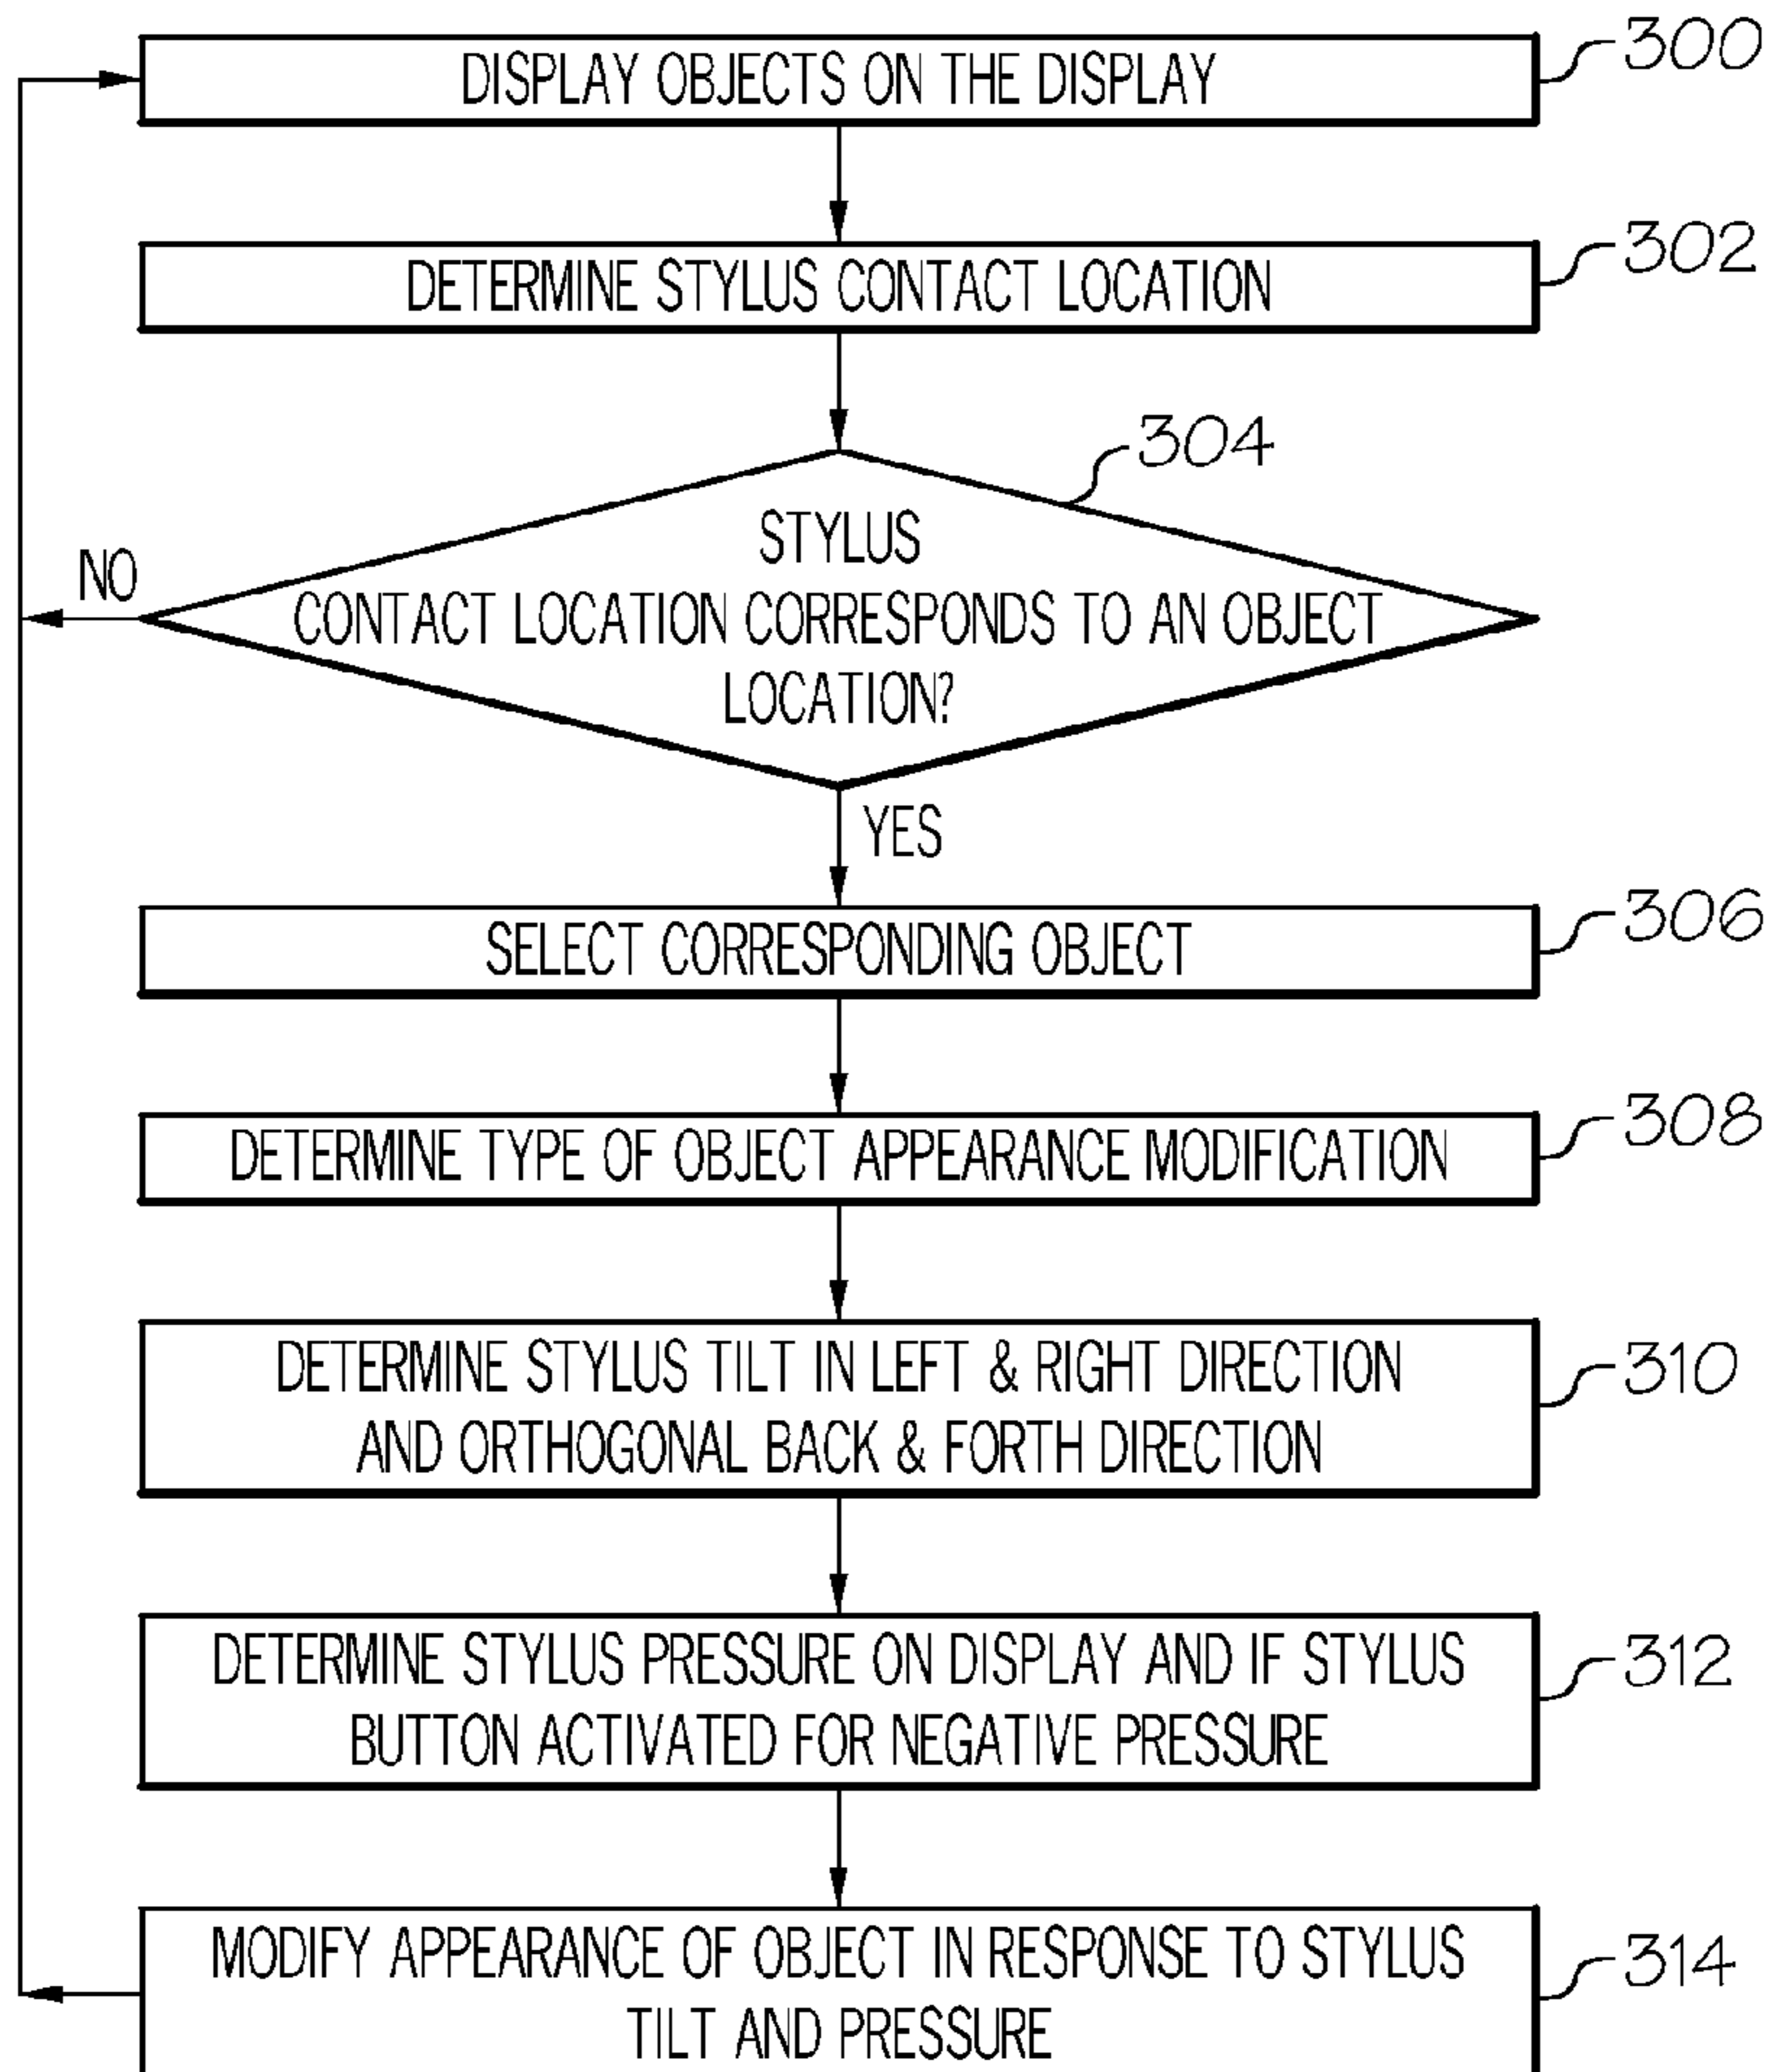 DISPLAY OBJECTS ON THE DISPLAY
300
DETERMINE STYLUS CONTACT LOCATION
302
304
STYLUS
CONTACT LOCATION CORRESPONDS TO AN OBJECT
LOCATION?
NO
YES
SELECT CORRESPONDING OBJECT
306
DETERMINE TYPE OF OBJECT APPEARANCE MODIFICATION
308
DETERMINE STYLUS TILT IN LEFT & RIGHT DIRECTION
AND ORTHOGONAL BACK & FORTH DIRECTION
310
DETERMINE STYLUS PRESSURE ON DISPLAY AND IF STYLUS
BUTTON ACTIVATED FOR NEGATIVE PRESSURE
312
MODIFY APPEARANCE OF OBJECT IN RESPONSE TO STYLUS
TILT AND PRESSURE
314